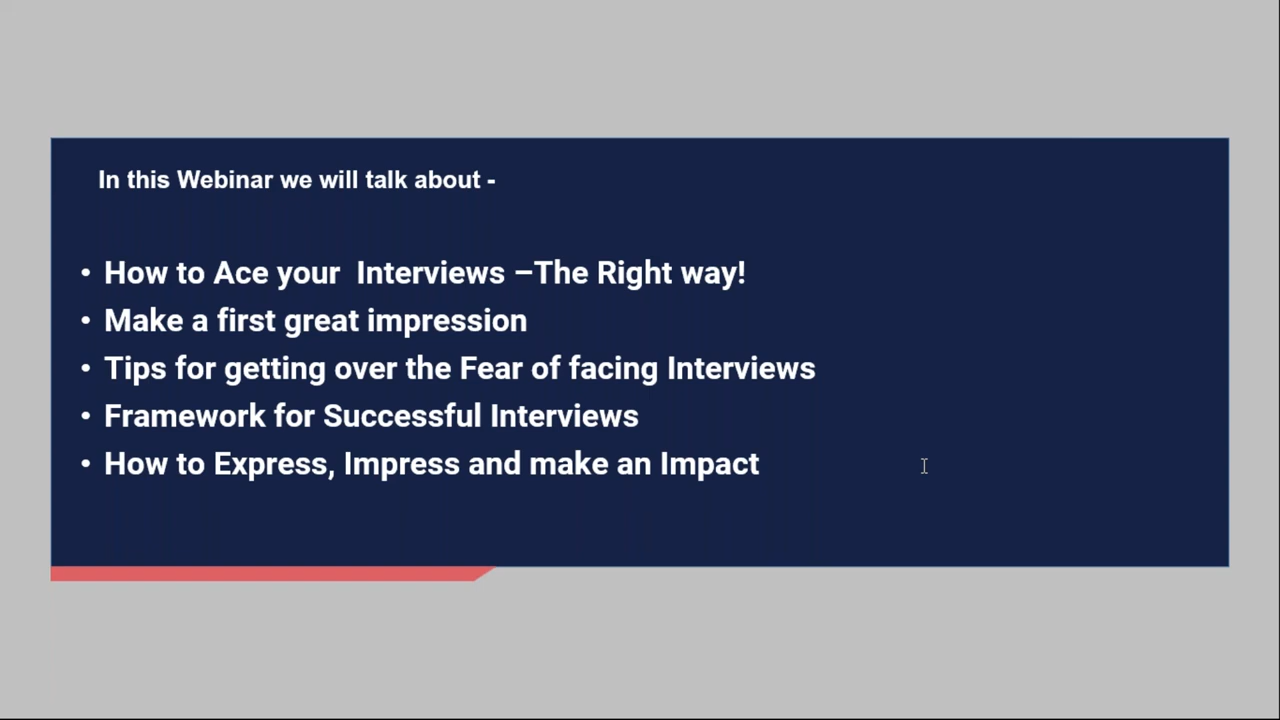 In this Webinar we will talk about -
• How to Ace your  Interviews –The Right way!
• Make a first great impression
• Tips for getting over the Fear of facing Interviews
• Framework for Successful Interviews
• How to Express, Impress and make an Impact